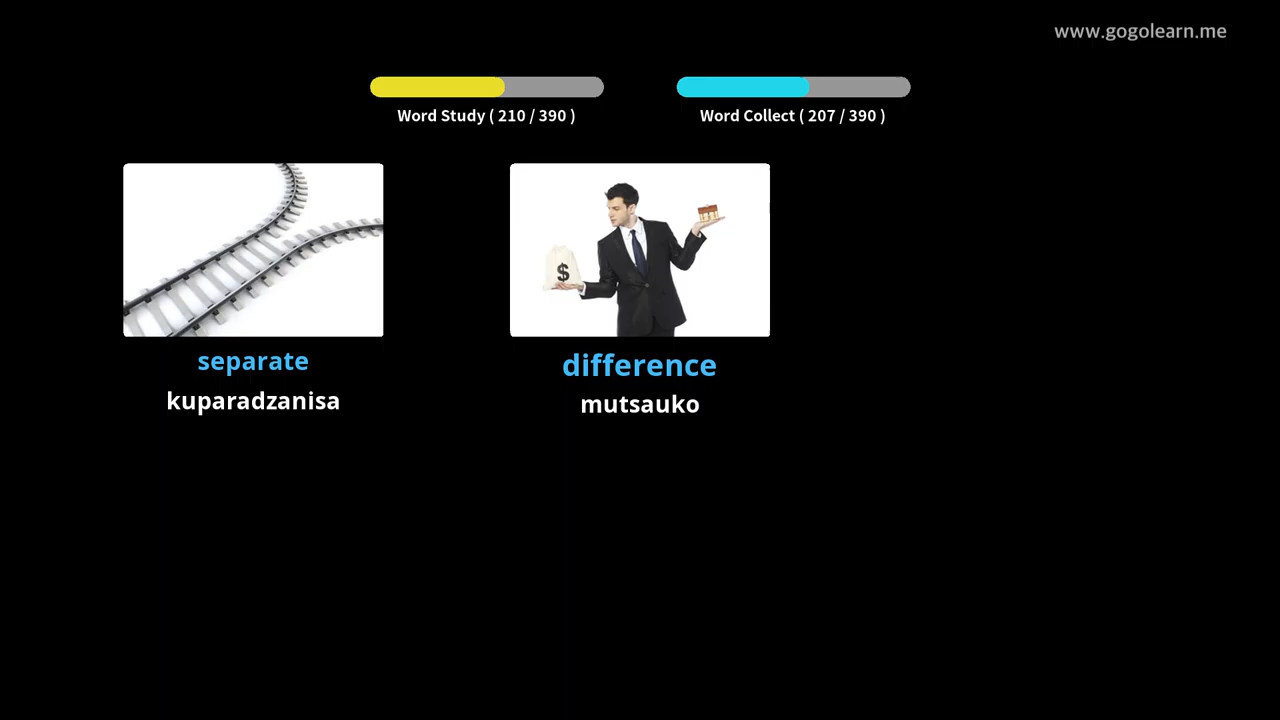 www.gogolearn.me
Word Study ( 210 / 390 )
Word Collect ( 207 / 390 )
$
separate
kuparadzanisa
difference
mutsauko